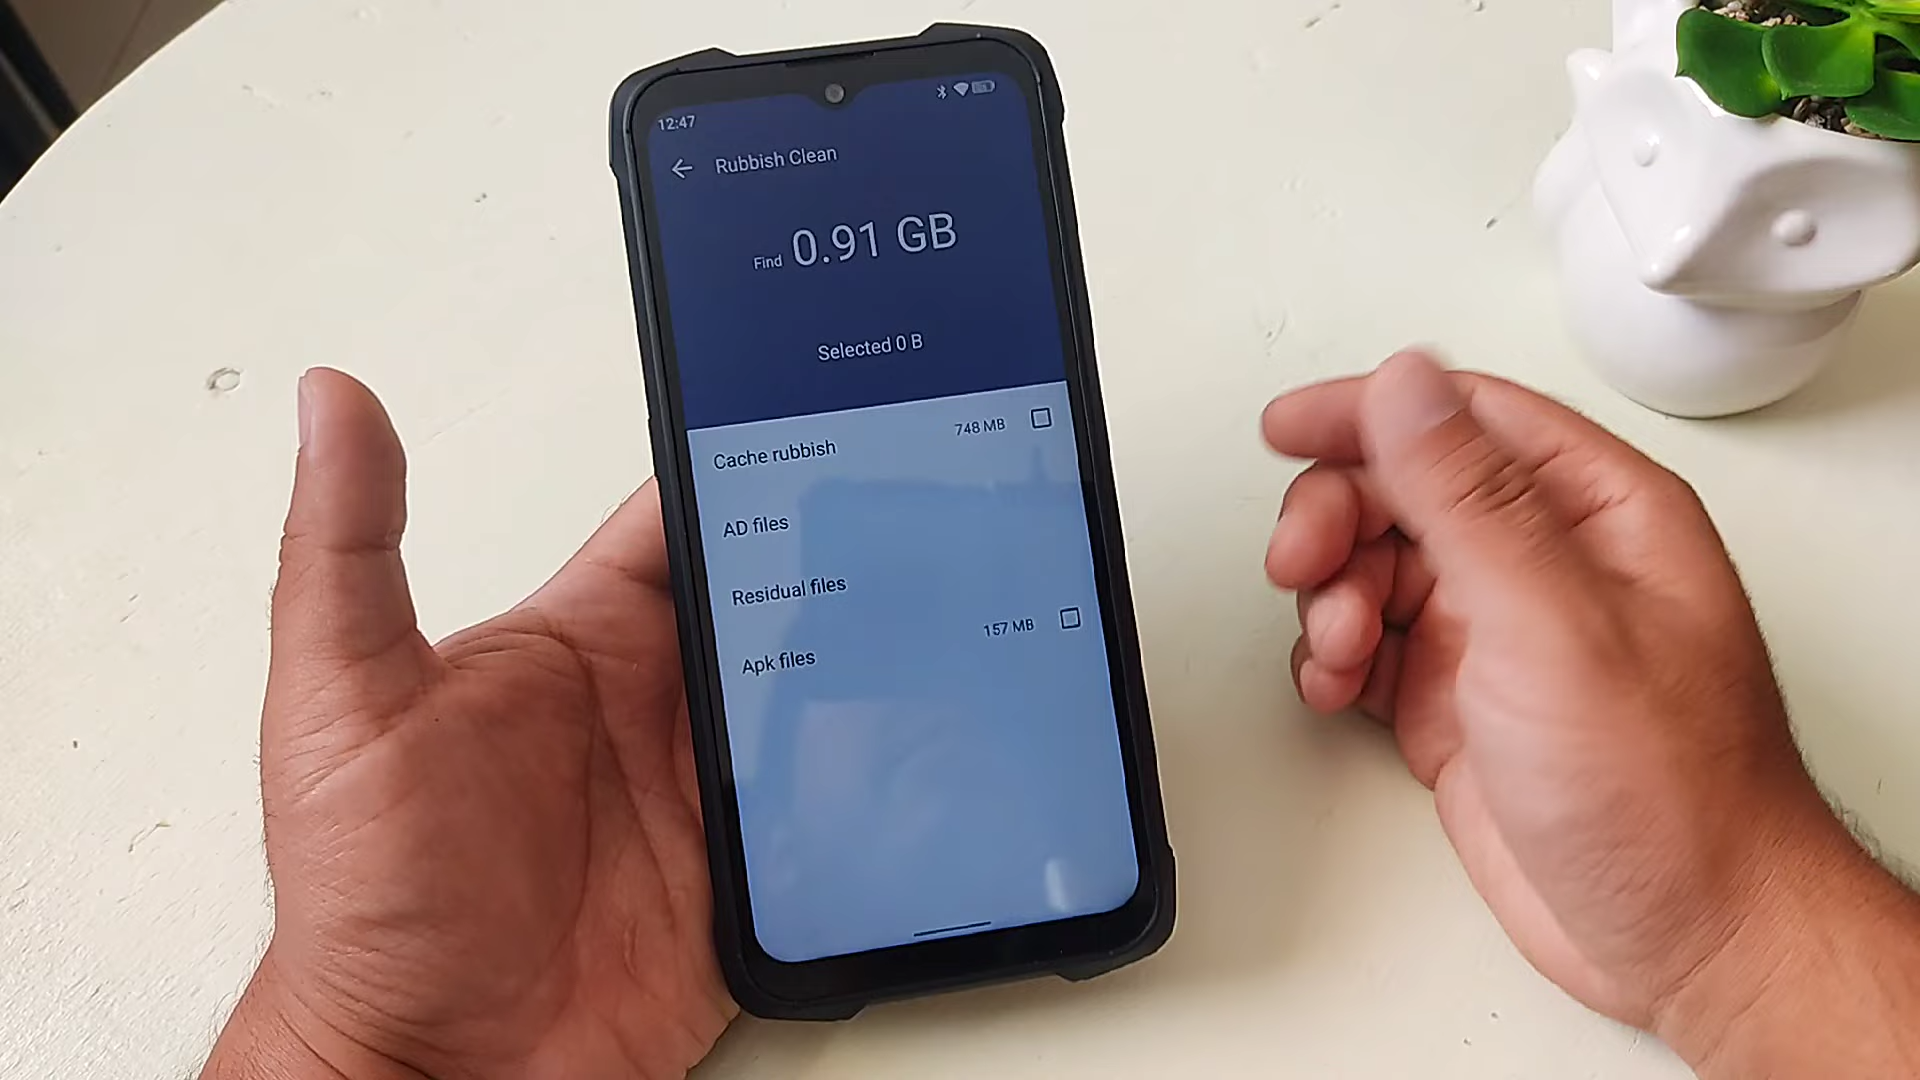 12:47
Rubbish Clean
Find 0.91 GB
Selected 0 B
Cache rubbish 748 MB
AD files
Residual files
Apk files 157 MB